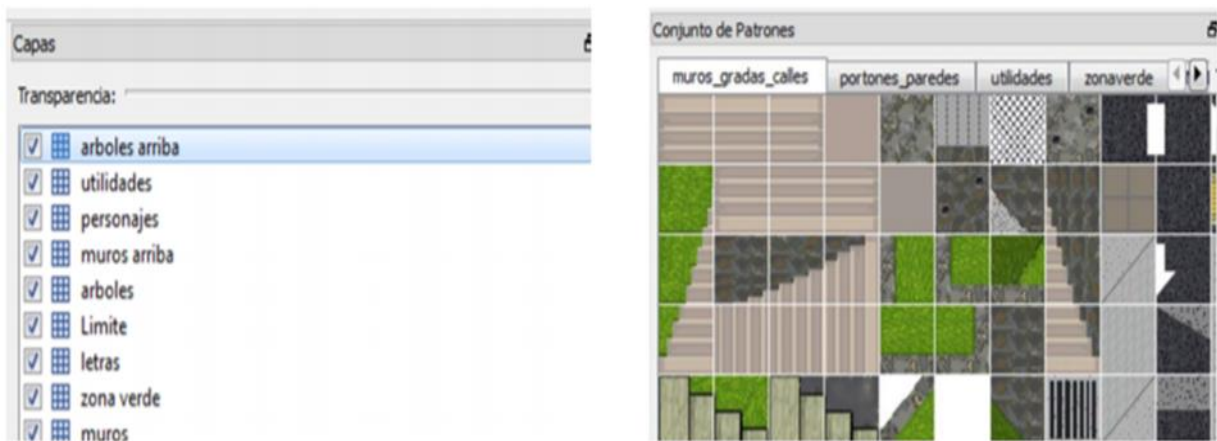 Capas
Transparencia:
arboles arriba
utilidades
personajes
muros arriba
arboles
Limite
letras
zona verde
muros
Conjunto de Patrones
muros_gradas_calles
portones_paredes
utilidades
zonaverde